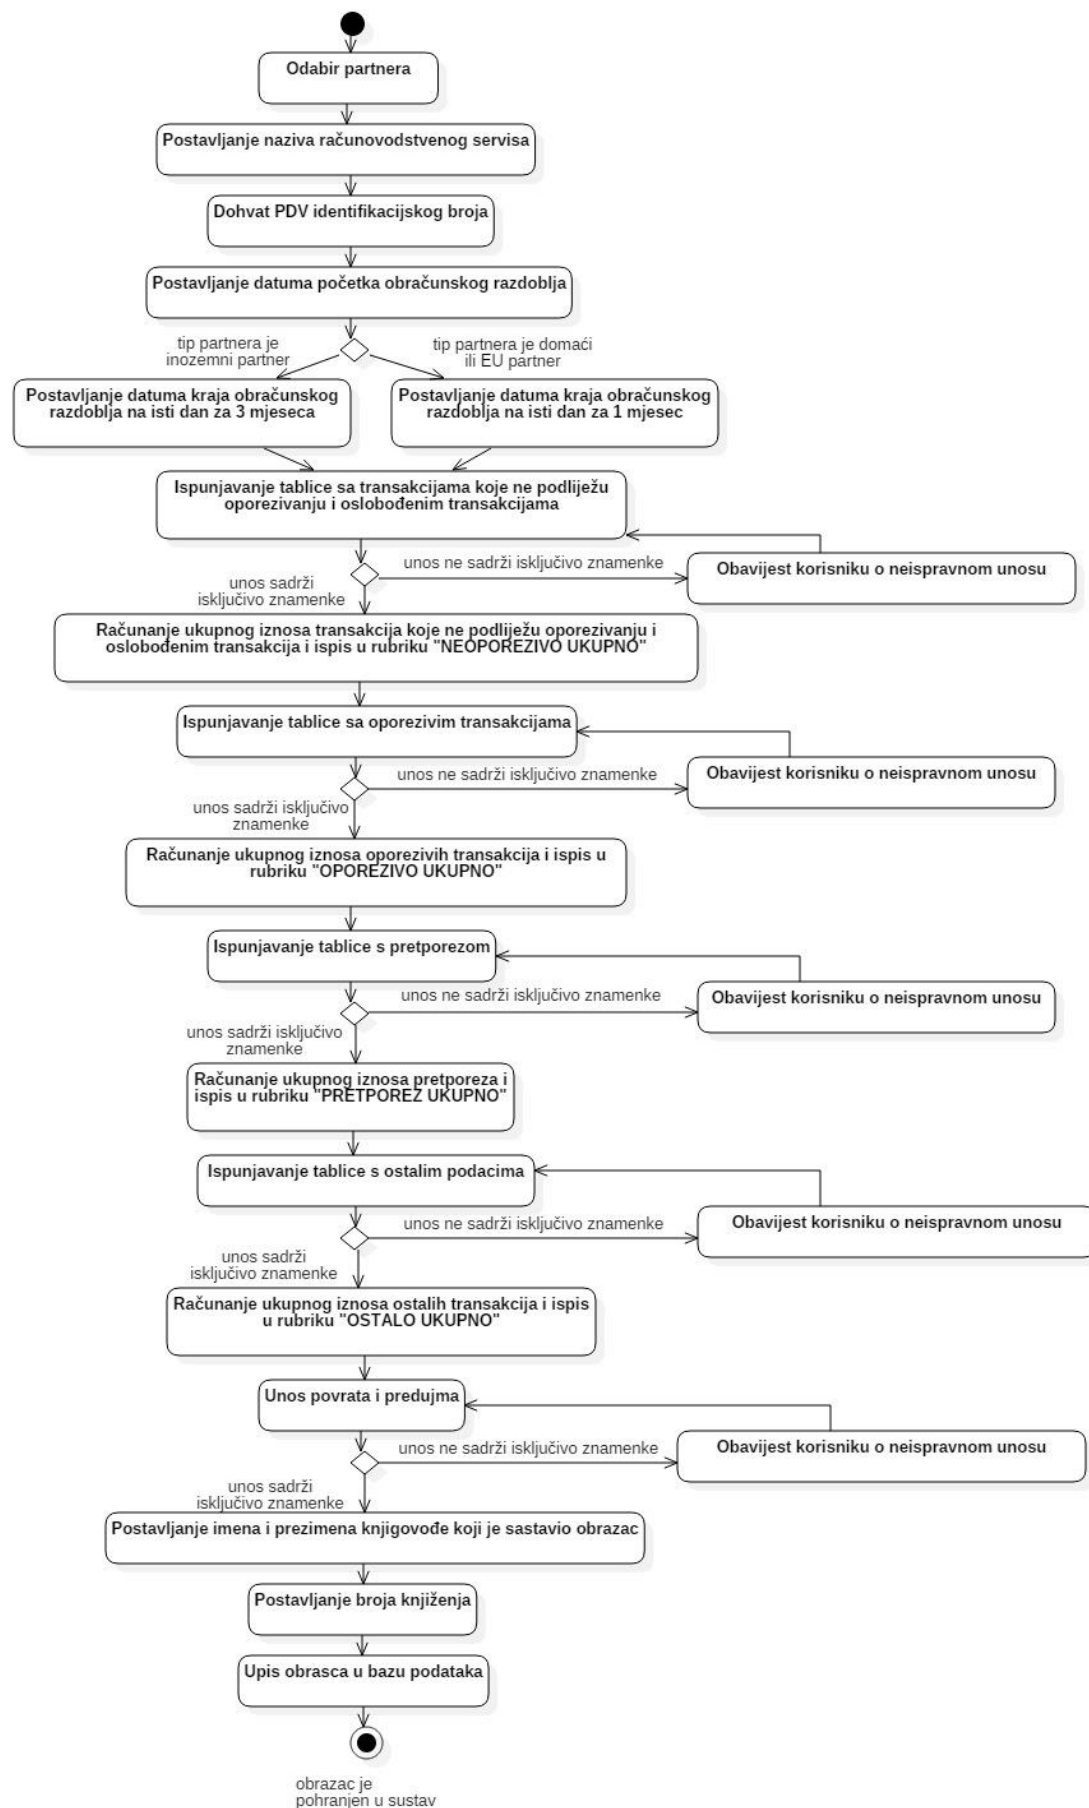 Odabir partnera
Postavljanje naziva računovodstvenog servisa
Dohvat PDV identifikacijskog broja
Postavljanje datuma početka obračunskog razdoblja
tip partnera je
inozemni partner
tip partnera je domaći
ili EU partner
Postavljanje datuma kraja obračunskog
razdoblja na isti dan za 3 mjeseca
Postavljanje datuma kraja obračunskog
razdoblja na isti dan za 1 mjesec
Ispunjavanje tablice sa transakcijama koje ne podliježu
oporezivanju i oslobođenim transakcijama
unos ne sadrži isključivo znamenke
Obavijest korisniku o neispravnom unosu
unos sadrži
isključivo znamenke
Računanje ukupnog iznosa transakcija koje ne podliježu oporezivanju i
oslobođenim transakcija i ispis u rubriku "NEOPOREZIVO UKUPNO"
Ispunjavanje tablice sa oporezivim transakcijama
unos ne sadrži isključivo znamenke
Obavijest korisniku o neispravnom unosu
unos sadrži isključivo
znamenke
Računanje ukupnog iznosa oporezivih transakcija i ispis u
rubriku "OPOREZIVO UKUPNO"
Ispunjavanje tablice s pretporezom
unos ne sadrži isključivo znamenke
Obavijest korisniku o neispravnom unosu
unos sadrži isključivo
znamenke
Računanje ukupnog iznosa pretporeza i
ispis u rubriku "PRETPOREZ UKUPNO"
Ispunjavanje tablice s ostalim podacima
unos ne sadrži isključivo znamenke
Obavijest korisniku o neispravnom unosu
unos sadrži
isključivo znamenke
Računanje ukupnog iznosa ostalih transakcija i ispis
u rubriku "OSTALO UKUPNO"
Unos povrata i predujma
unos ne sadrži isključivo znamenke
Obavijest korisniku o neispravnom unosu
unos sadrži
isključivo znamenke
Postavljanje imena i prezimena knjigovođe koji je sastavio obrazac
Postavljanje broja knjiženja
Upis obrasca u bazu podataka
obrazac je
pohranjen u sustav